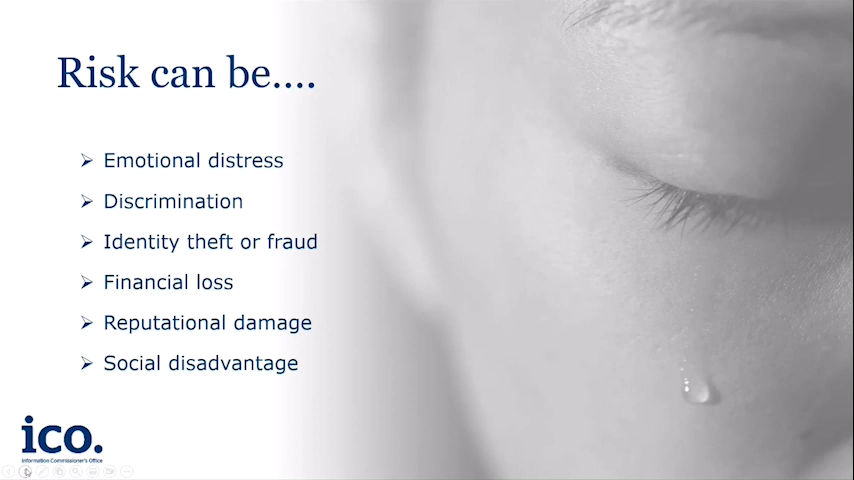 Risk can be....
Emotional distress
Discrimination
Identity theft or fraud
Financial loss
Reputational damage
Social disadvantage
ico.
Information Commissioner's Office